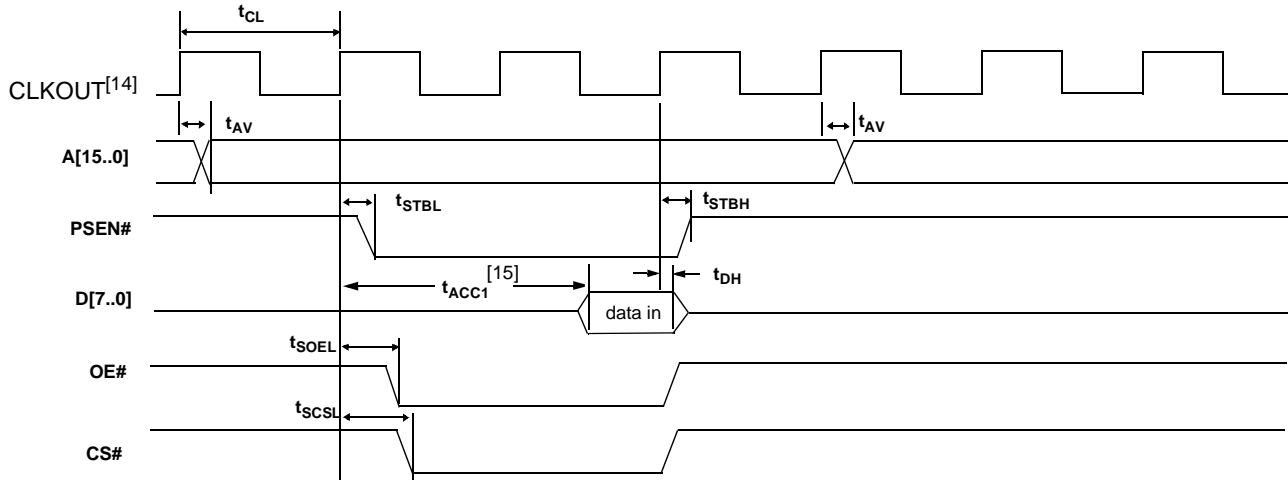 tCL
CLKOUT[14]
tAV
tAV
A[15..0]
tSTBL
tSTBH
PSEN#
[15]
tACC1
tDH
D[7..0]
data in
tSOEL
OE#
tSCSL
CS#